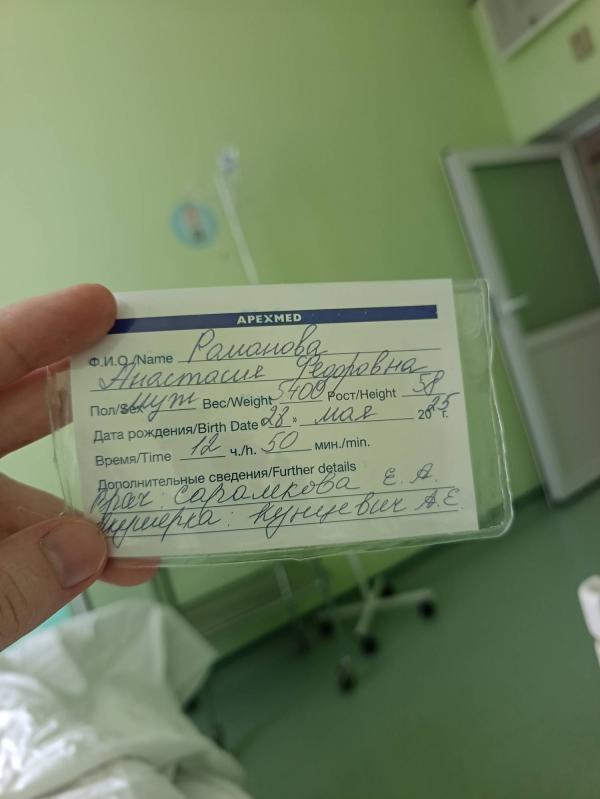 APEXMED
Ф.И.О./Name Романова
Анастасия Федоровна
Пол/Sex муж Вес/Weight 5400 Рост/Height 58
Дата рождения/Birth Date 28 » мая 2025 г.
Время/Time 12 ч./h. 50 мин./min.
Дополнительные сведения/Further details
врач: Саралкова Е. А.
Акушерка: Кунцевич А.Е.